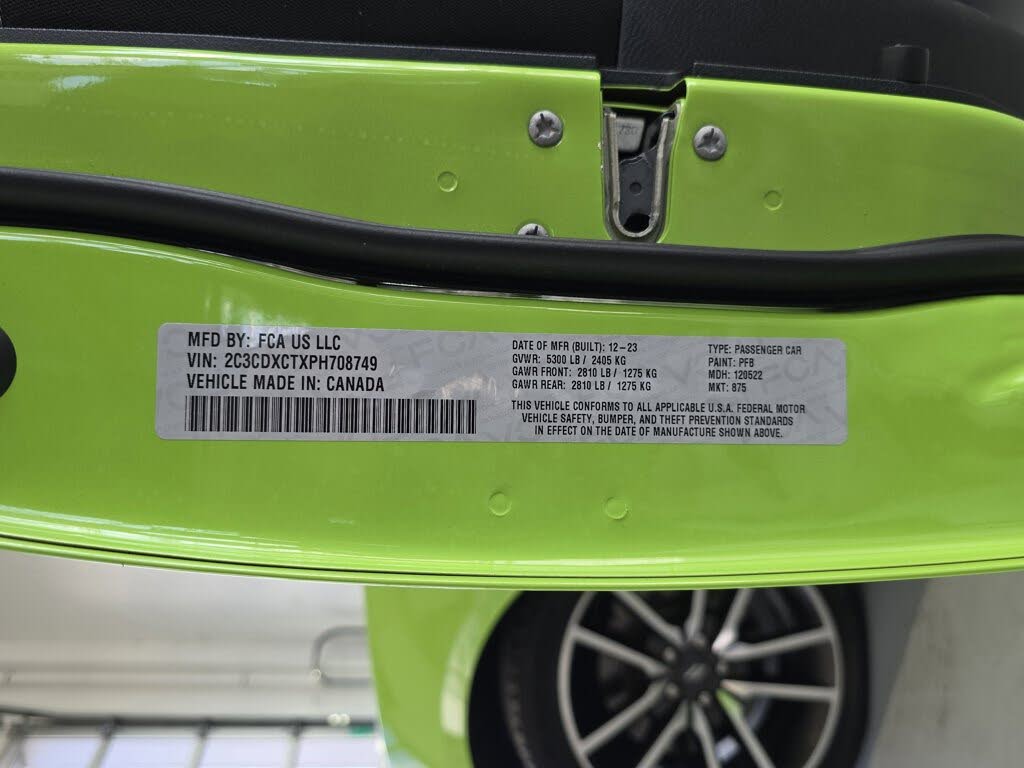 MFD BY: FCA US LLC
VIN: 2C3CDXCTXPH708749
VEHICLE MADE IN: CANADA
DATE OF MFR (BUILT): 12-23
GVWR: 5300 LB / 2405 KG
GAWR FRONT: 2810 LB / 1275 KG
GAWR REAR: 2810 LB / 1275 KG
TYPE: PASSENGER CAR
PAINT: PFB
MDH: 120522
MKT: 875
THIS VEHICLE CONFORMS TO ALL APPLICABLE U.S.A. FEDERAL MOTOR
VEHICLE SAFETY, BUMPER, AND THEFT PREVENTION STANDARDS
IN EFFECT ON THE DATE OF MANUFACTURE SHOWN ABOVE.